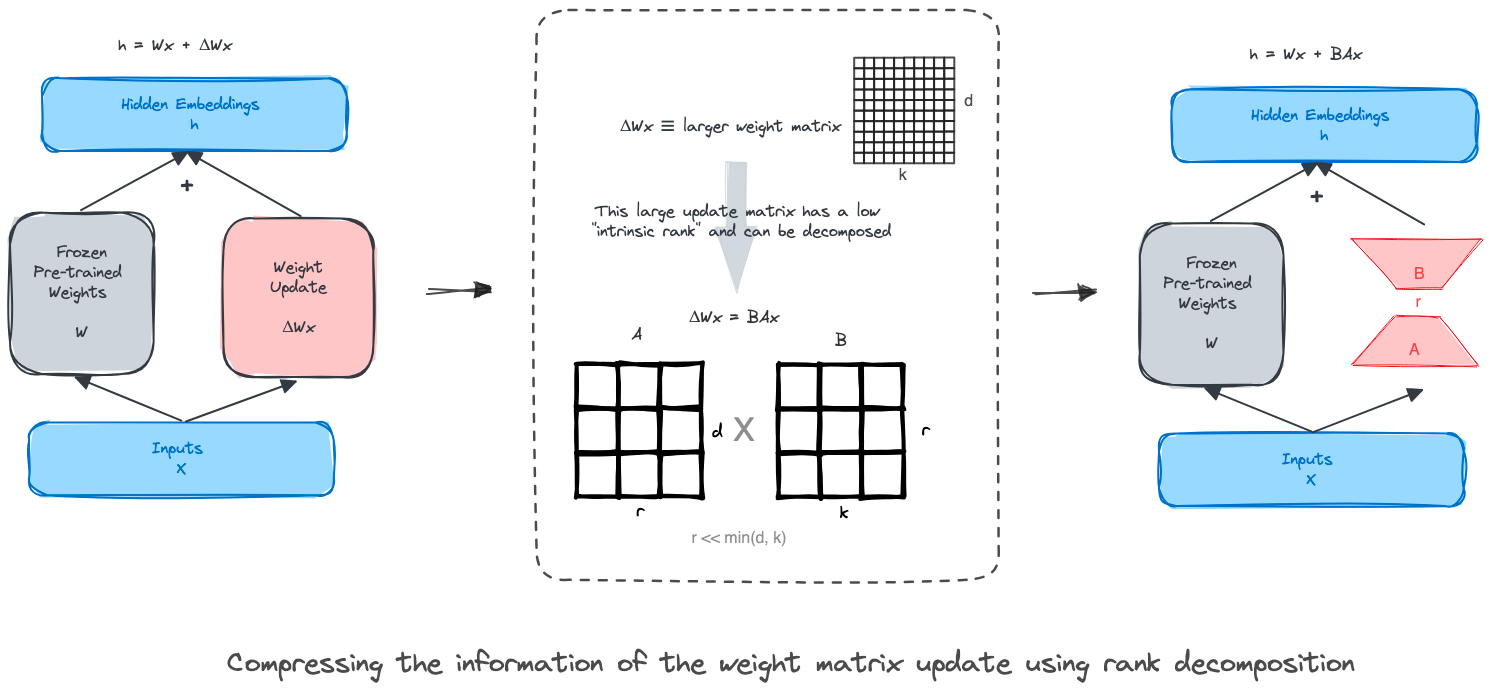 h = Wx + ΔWx
Hidden Embeddings
h
+
Frozen
Pre-trained
Weights
W
Weight
Update
ΔWx
Inputs
X
ΔWx ≡ larger weight matrix
d
k
This large update matrix has a low
"intrinsic rank" and can be decomposed
ΔWx = BAx
A
B
d
X
r
r
k
r << min(d, k)
h = Wx + BAx
Hidden Embeddings
h
+
Frozen
Pre-trained
Weights
W
B
r
A
Inputs
X
Compressing the information of the weight matrix update using rank decomposition